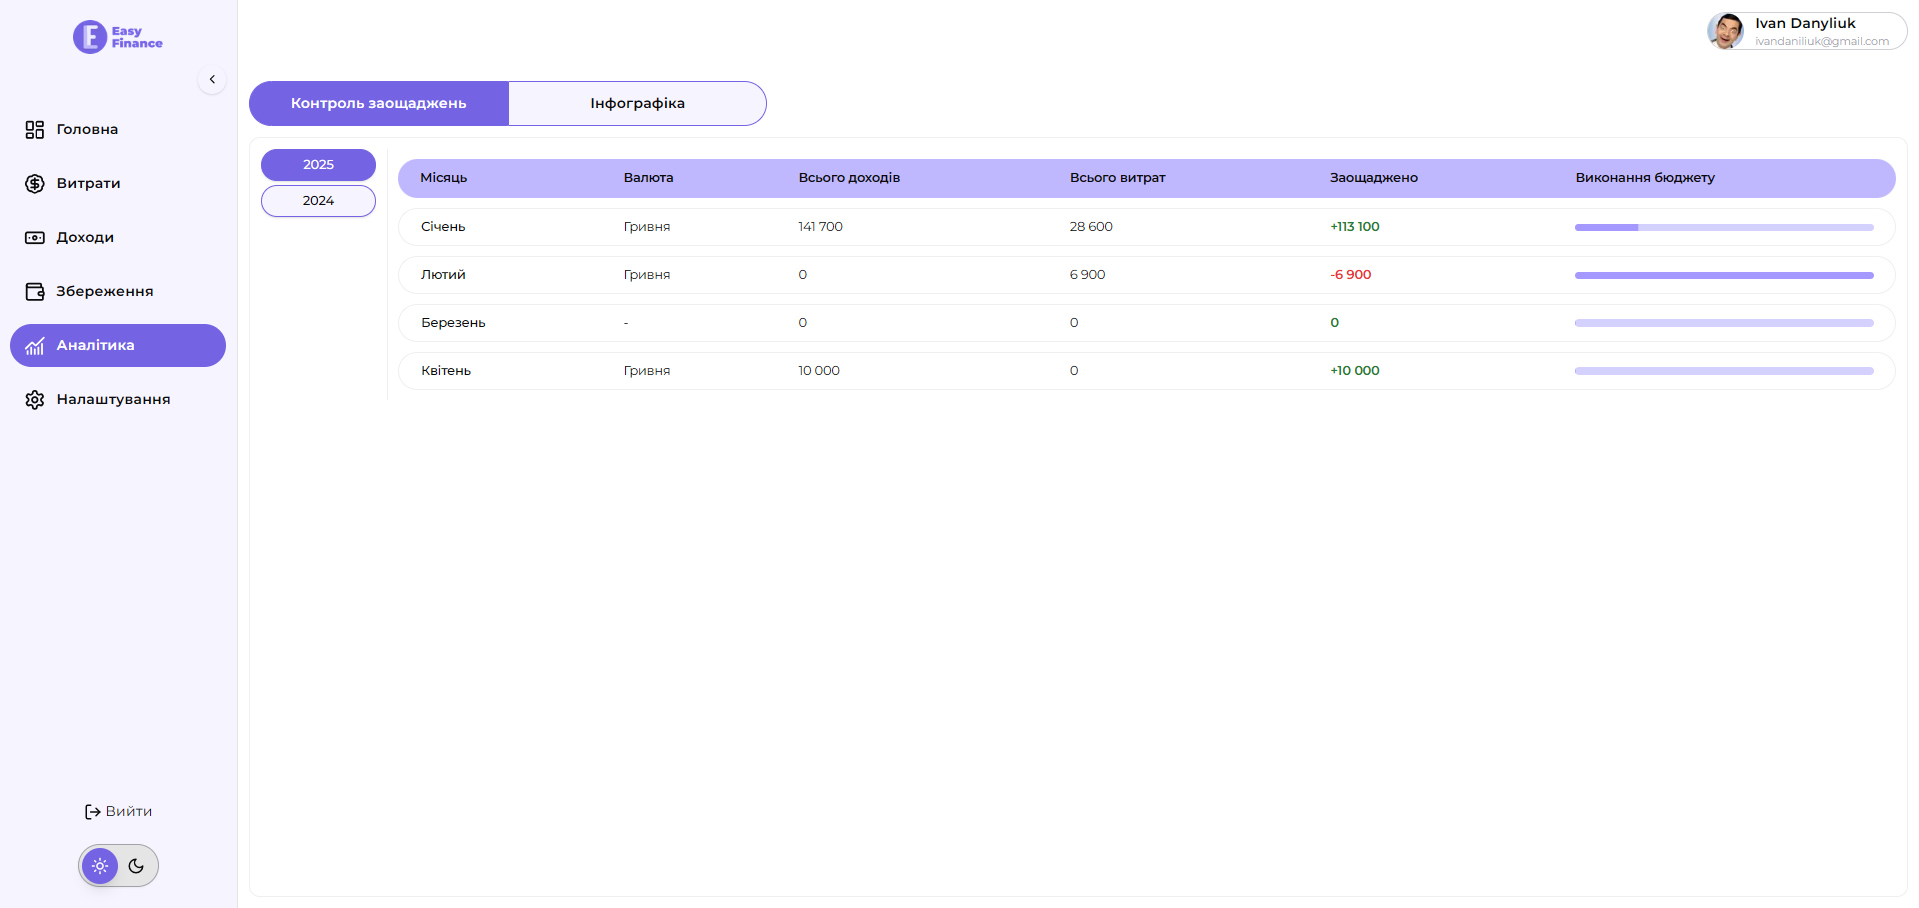 Easy
Finance
Головна
Витрати
Доходи
Збереження
Аналітика
Налаштування
Вийти
Ivan Danyliuk
ivandaniliuk@gmail.com
Контроль заощаджень
Інфографіка
2025
2024
Місяць Валюта Всього доходів Всього витрат Заощаджено Виконання бюджету
Січень Гривня 141 700 28 600 +113 100
Лютий Гривня 0 6 900 -6 900
Березень - 0 0 0
Квітень Гривня 10 000 0 +10 000